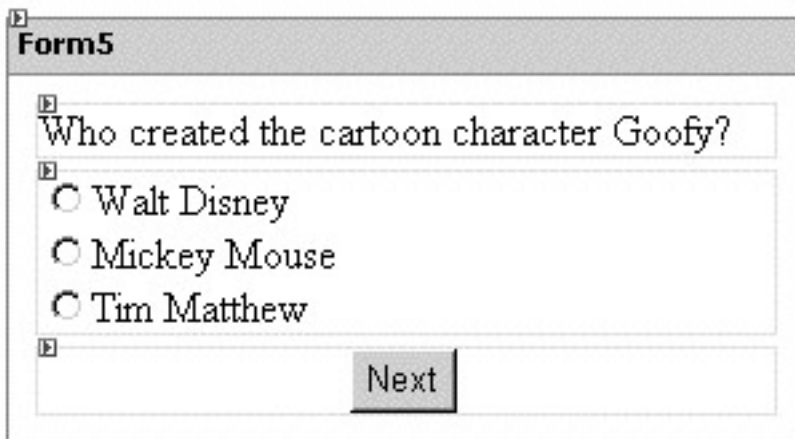 Form5
Who created the cartoon character Goofy?
Walt Disney
Mickey Mouse
Tim Matthew
Next